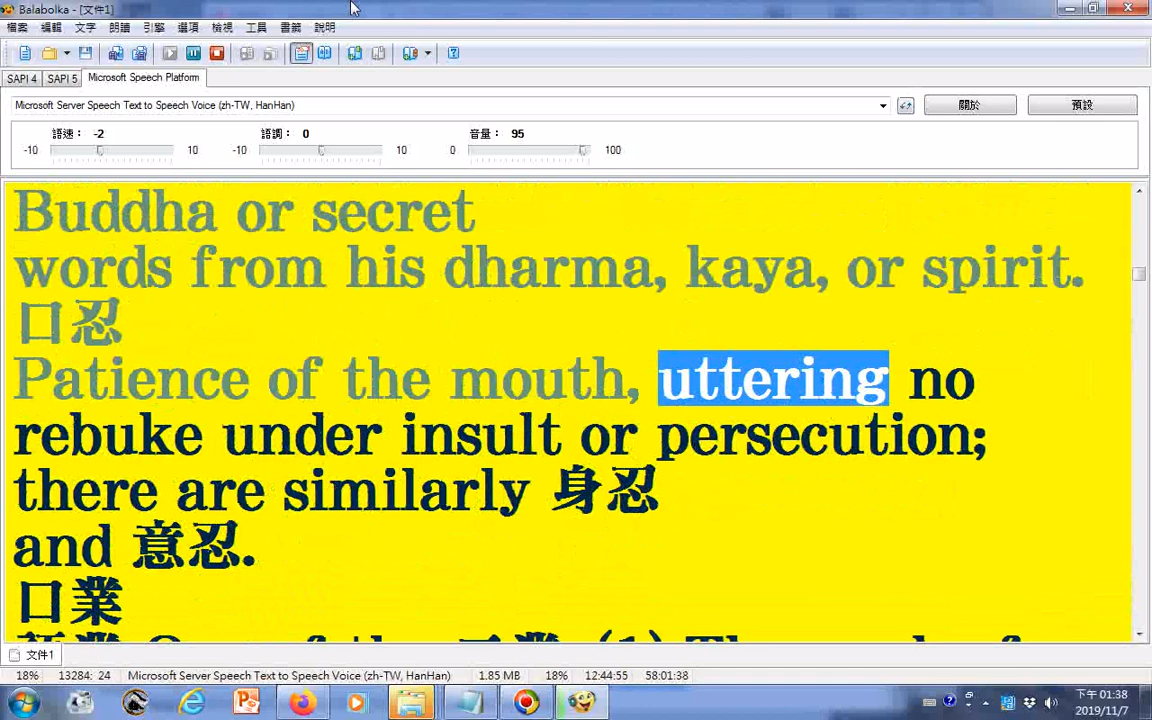 Balabolka - [文件1]
檔案 編輯 文字 朗讀 引擎 選項 檢視 工具 書籤 說明
SAPI 4 SAPI 5 Microsoft Speech Platform
Microsoft Server Speech Text to Speech Voice (zh-TW, HanHan) 關於 預設
語速： -2 語調： 0 音量： 95
-10 10 -10 10 0 100
Buddha or secret
words from his dharma, kaya, or spirit.
口忍
Patience of the mouth, uttering no
rebuke under insult or persecution;
there are similarly 身忍
and 意忍.
口業
文件1
18% 13284: 24 Microsoft Server Speech Text to Speech Voice (zh-TW, HanHan) 1.85 MB 18% 12:44:55 58:01:38
下午 01:38
2019/11/7